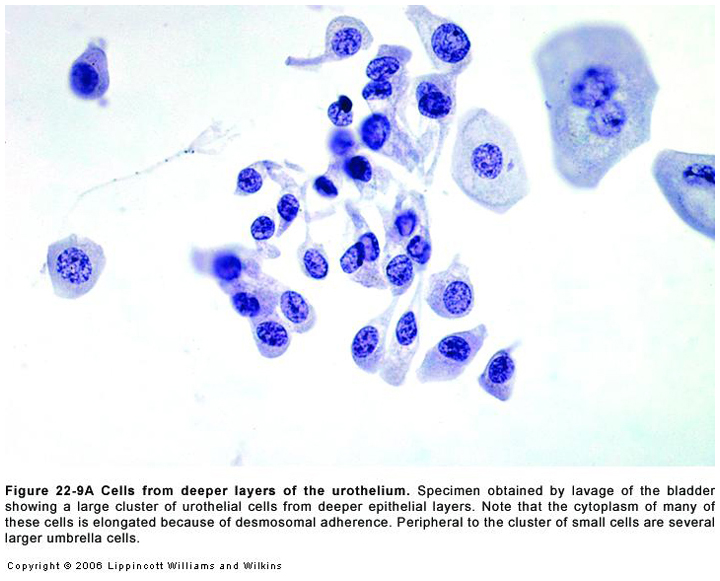 Figure 22-9A Cells from deeper layers of the urothelium. Specimen obtained by lavage of the bladder
showing a large cluster of urothelial cells from deeper epithelial layers. Note that the cytoplasm of many of
these cells is elongated because of desmosomal adherence. Peripheral to the cluster of small cells are several
larger umbrella cells.
Copyright © 2006 Lippincott Williams and Wilkins